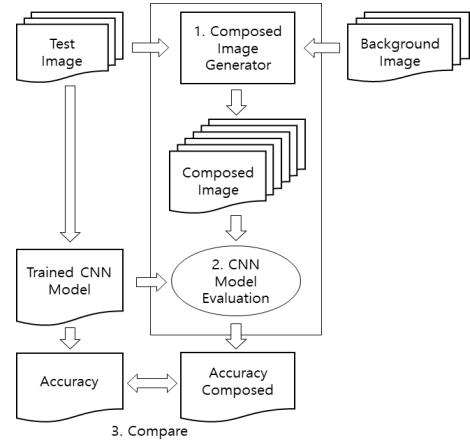 Test
Image
1. Composed
Image
Generator
Background
Image
Composed
Image
Trained CNN
Model
2. CNN
Model
Evaluation
Accuracy
Accuracy
Composed
3. Compare